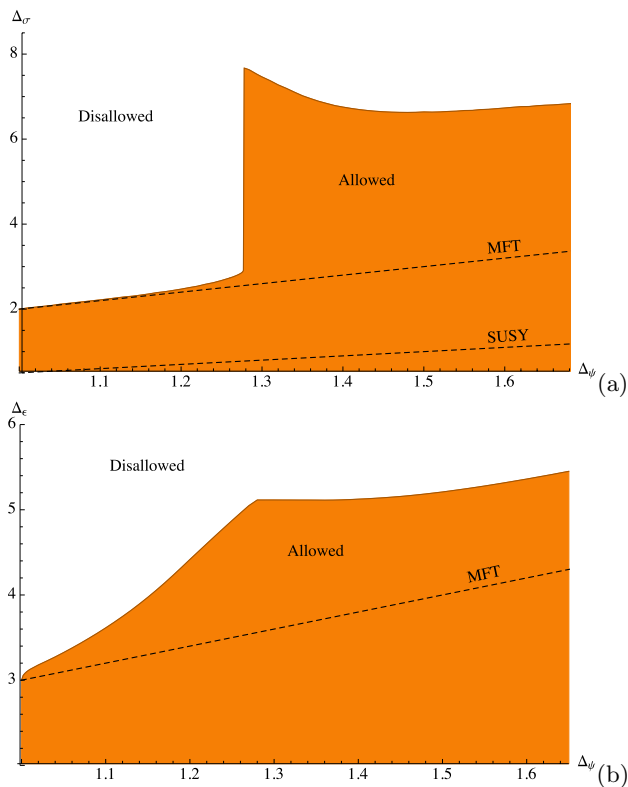 Δσ
8
Disallowed
6
Allowed
4
MFT
2
SUSY
1.1 1.2 1.3 1.4 1.5 1.6 Δψ (a)
Δϵ
6
Disallowed
5
Allowed
MFT
4
3
1.1 1.2 1.3 1.4 1.5 1.6 Δψ (b)